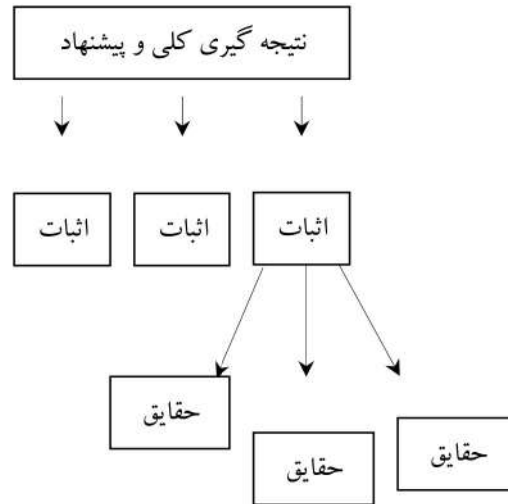 نتیجه گیری کلی و پیشنهاد
اثبات
اثبات
اثبات
حقایق
حقایق
حقایق